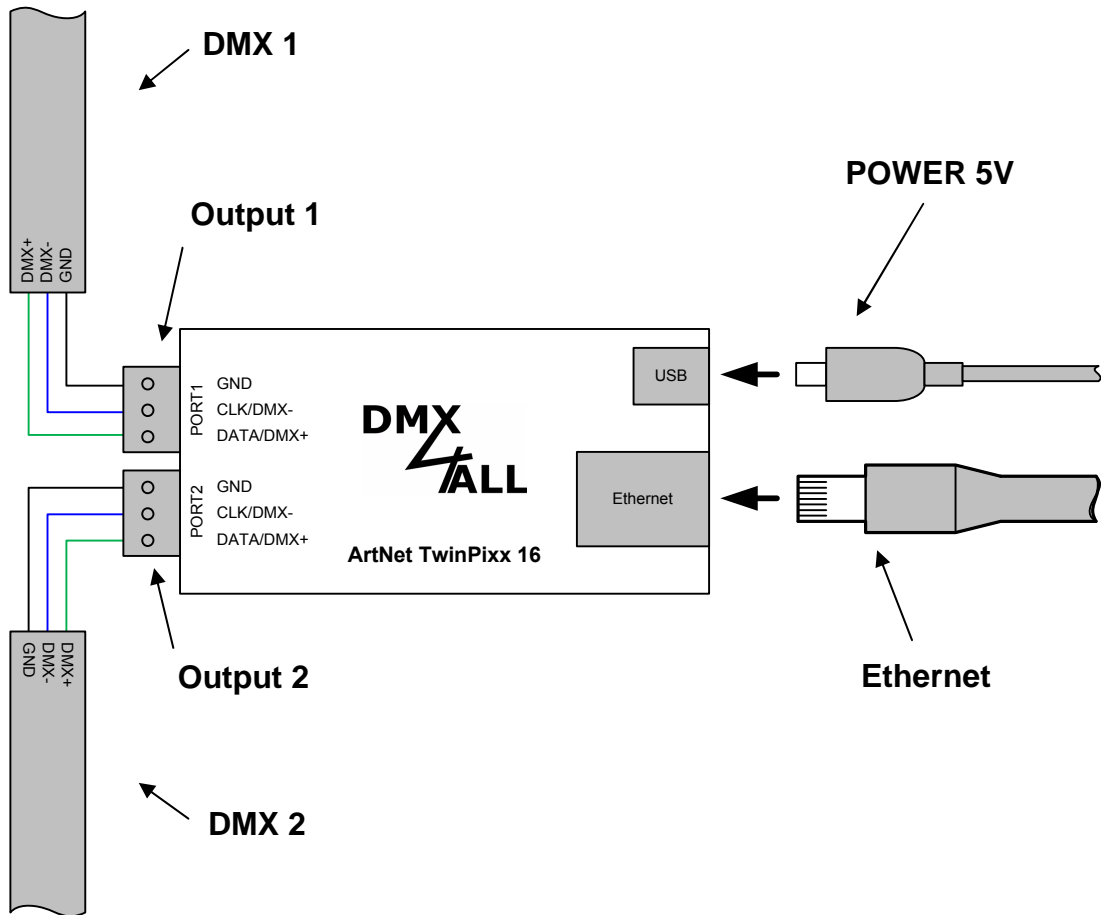 DMX 1
POWER 5V
Output 1
DMX+
DMX-
GND
PORT1
GND
CLK/DMX-
DATA/DMX+
PORT2
GND
CLK/DMX-
DATA/DMX+
DMX
4
ALL
ArtNet TwinPixx 16
USB
Ethernet
DMX+
DMX-
GND
Output 2
Ethernet
DMX 2